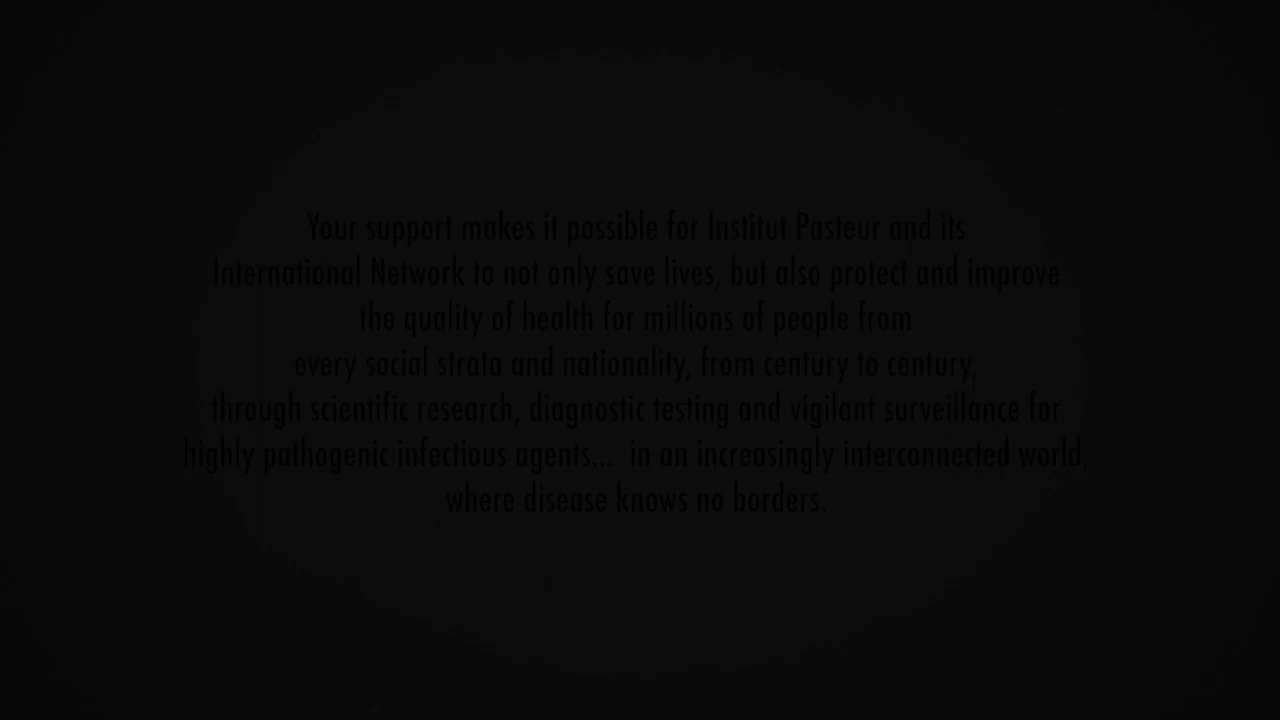 Your support makes it possible for Institut Pasteur and its
International Network to not only save lives, but also protect and improve
the quality of health for millions of people from
every social strata and nationality, from century to century,
through scientific research, diagnostic testing and vigilant surveillance for
highly pathogenic infectious agents... in an increasingly interconnected world,
where disease knows no borders.